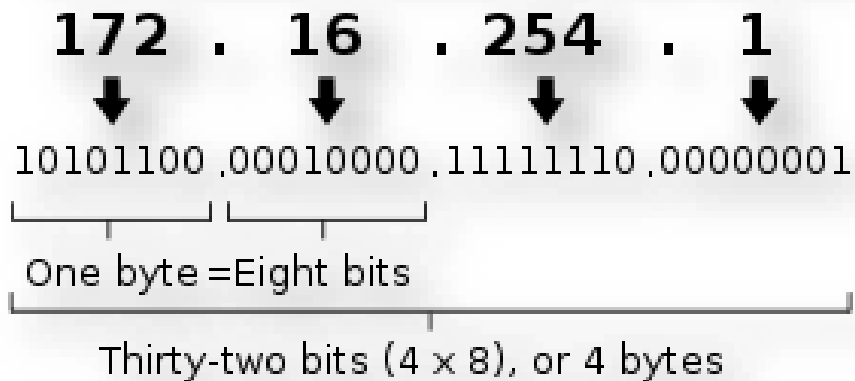 172 . 16 . 254 . 1
10101100 .00010000 .11111110 .00000001
One byte =Eight bits
Thirty-two bits (4 x 8), or 4 bytes